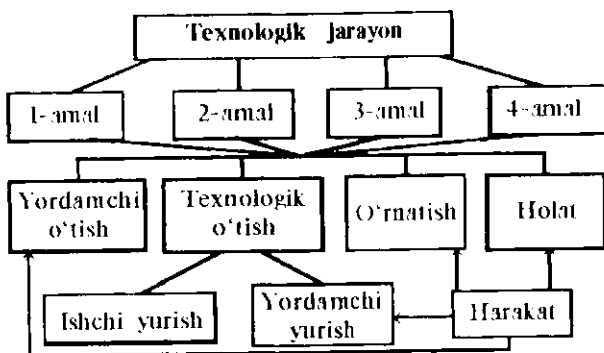 Texnologik jarayon
1-amal
2-amal
3-amal
4-amal
Yordamchi
o‘tish
Texnologik
o‘tish
O‘rnatish
Holat
Ishchi yurish
Yordamchi
yurish
Harakat